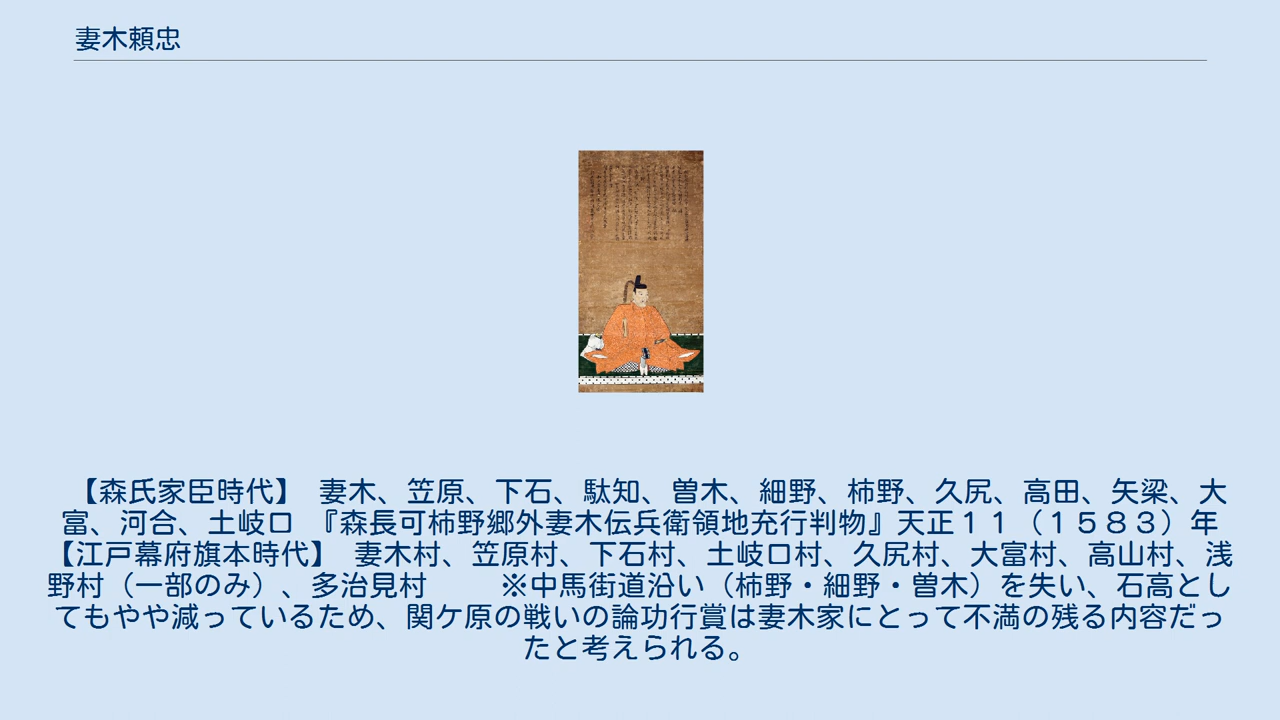 妻木頼忠
【森氏家臣時代】　妻木、笠原、下石、駄知、曽木、細野、柿野、久尻、高田、矢梁、大
富、河合、土岐口　『森長可柿野郷外妻木伝兵衛領地充行判物』天正１１（１５８３）年
【江戸幕府旗本時代】　妻木村、笠原村、下石村、土岐口村、久尻村、大富村、高山村、浅
野村（一部のみ）、多治見村　　　※中馬街道沿い（柿野・細野・曽木）を失い、石高とし
てもやや減っているため、関ケ原の戦いの論功行賞は妻木家にとって不満の残る内容だっ
たと考えられる。